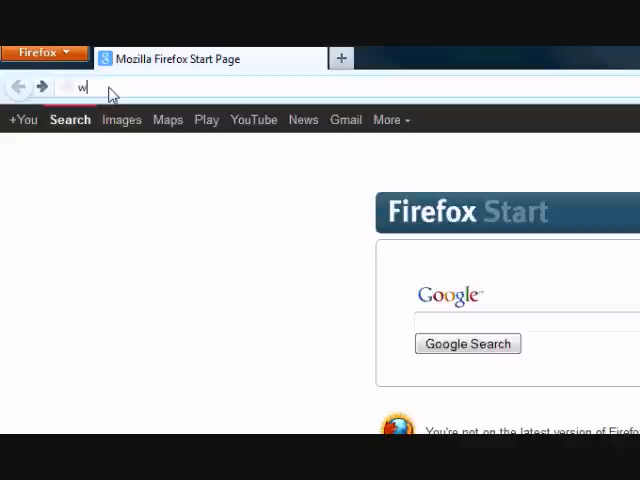 Firefox
Mozilla Firefox Start Page
w
+You Search Images Maps Play YouTube News Gmail More
Firefox Start
Google™
Google Search
You're not on the latest version of Firefo